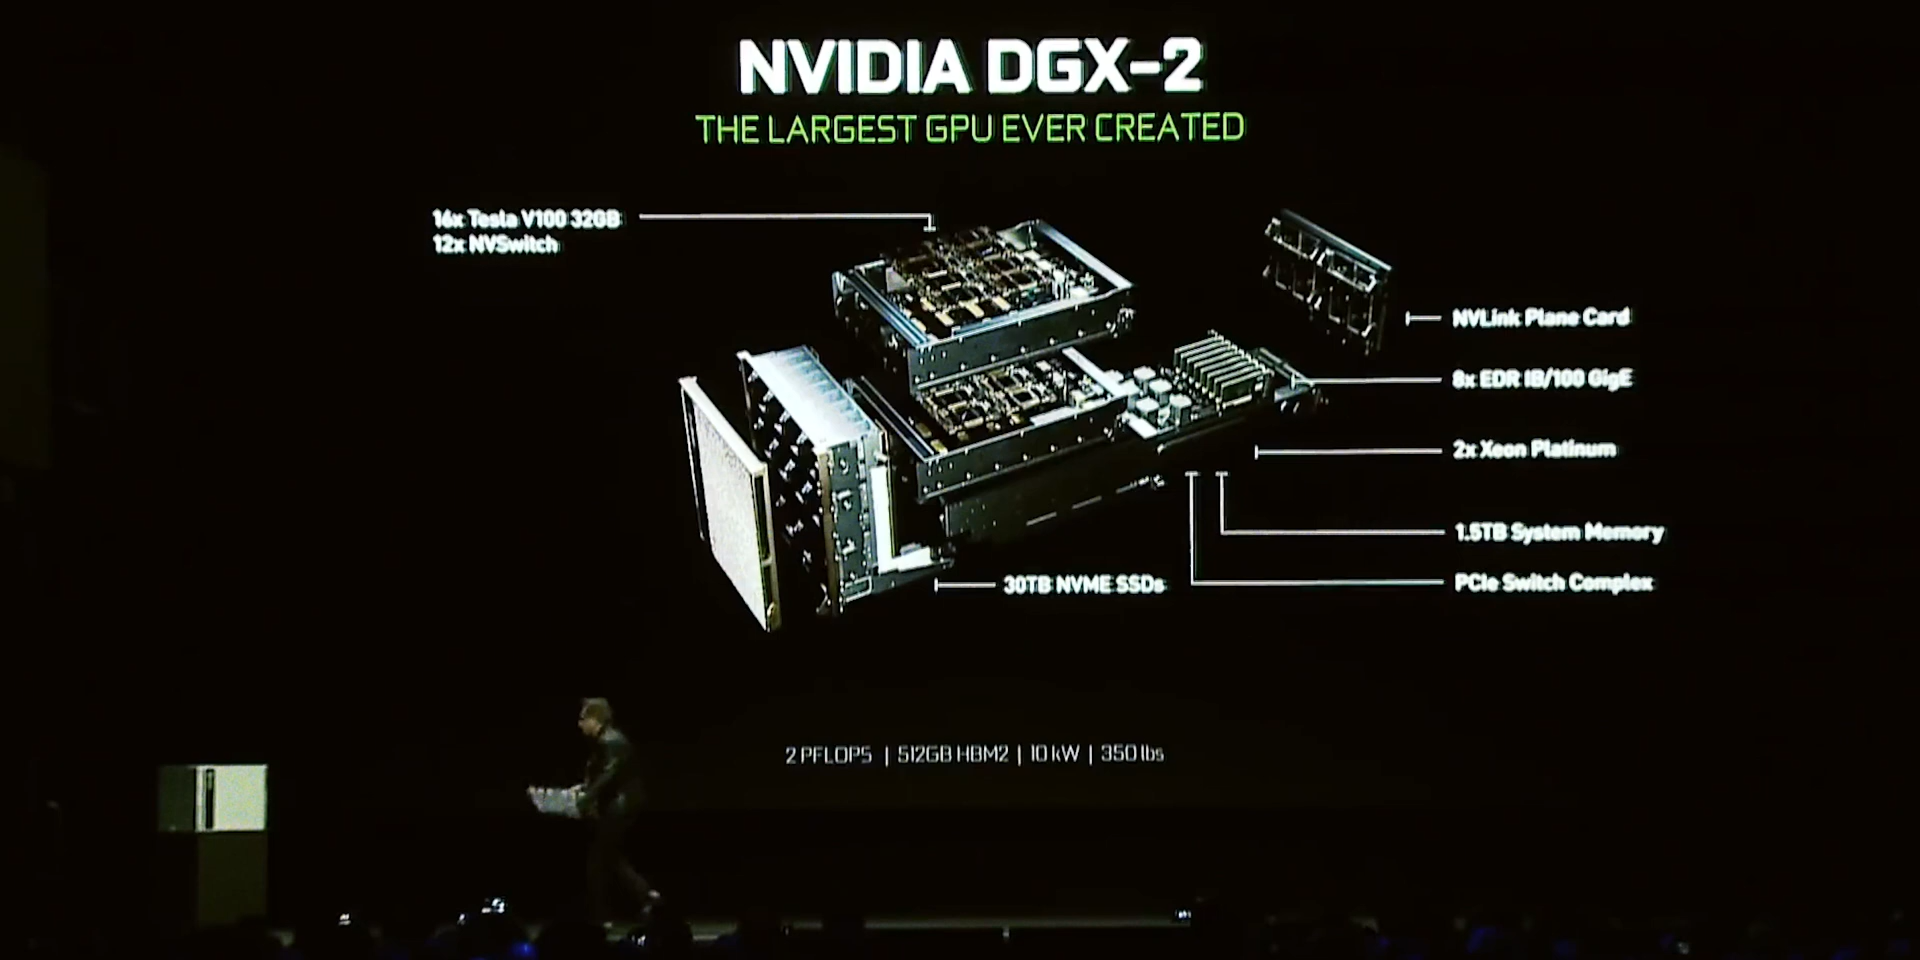 NVIDIA DGX-2
THE LARGEST GPU EVER CREATED
16x Tesla V100 32GB
12x NVSwitch
NVLink Plane Card
8x EDR IB/100 GigE
2x Xeon Platinum
1.5TB System Memory
30TB NVME SSDs
PCIe Switch Complex
2 PFLOPS | 512GB HBM2 | 10 kW | 350 lbs